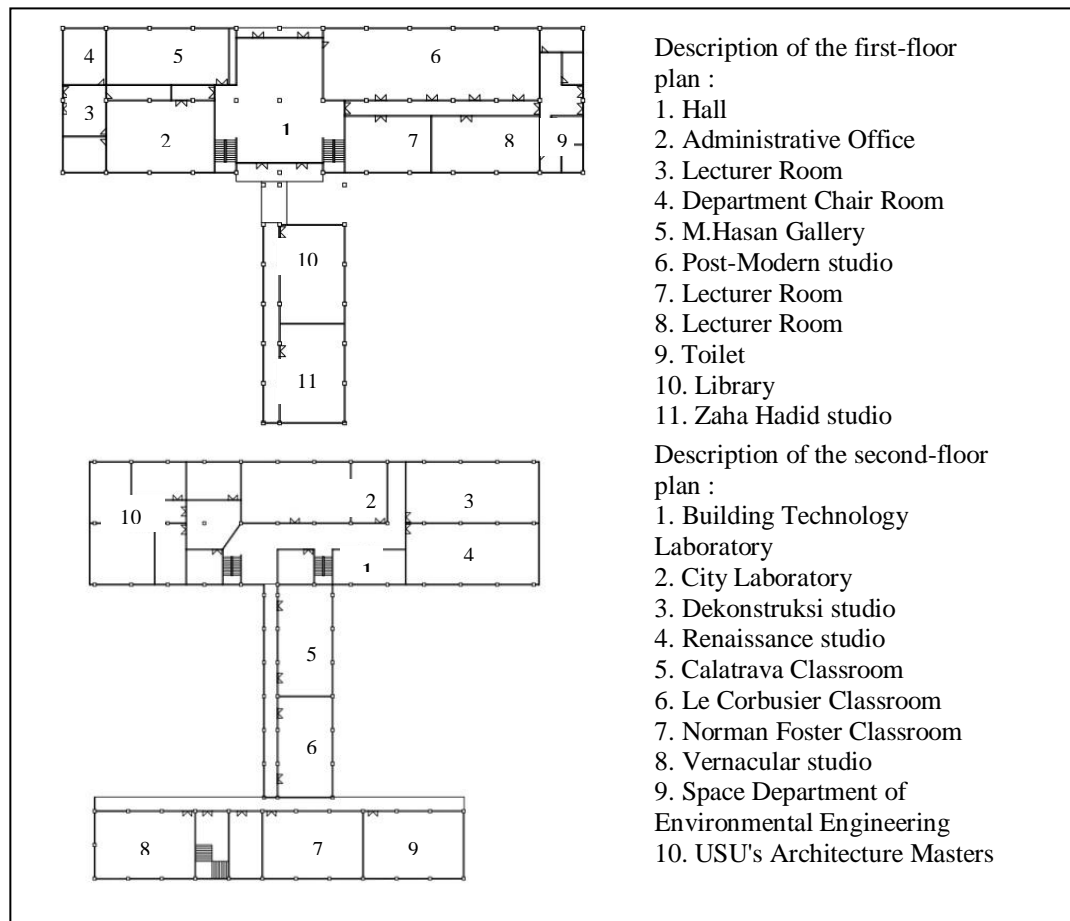 4
5
6
3
2
1
7
8
9
10
11
Description of the first-floor
plan :
1. Hall
2. Administrative Office
3. Lecturer Room
4. Department Chair Room
5. M.Hasan Gallery
6. Post-Modern studio
7. Lecturer Room
8. Lecturer Room
9. Toilet
10. Library
11. Zaha Hadid studio
10
2
3
1
4
5
6
8
7
9
Description of the second-floor
plan :
1. Building Technology
Laboratory
2. City Laboratory
3. Dekonstruksi studio
4. Renaissance studio
5. Calatrava Classroom
6. Le Corbusier Classroom
7. Norman Foster Classroom
8. Vernacular studio
9. Space Department of
Environmental Engineering
10. USU's Architecture Masters